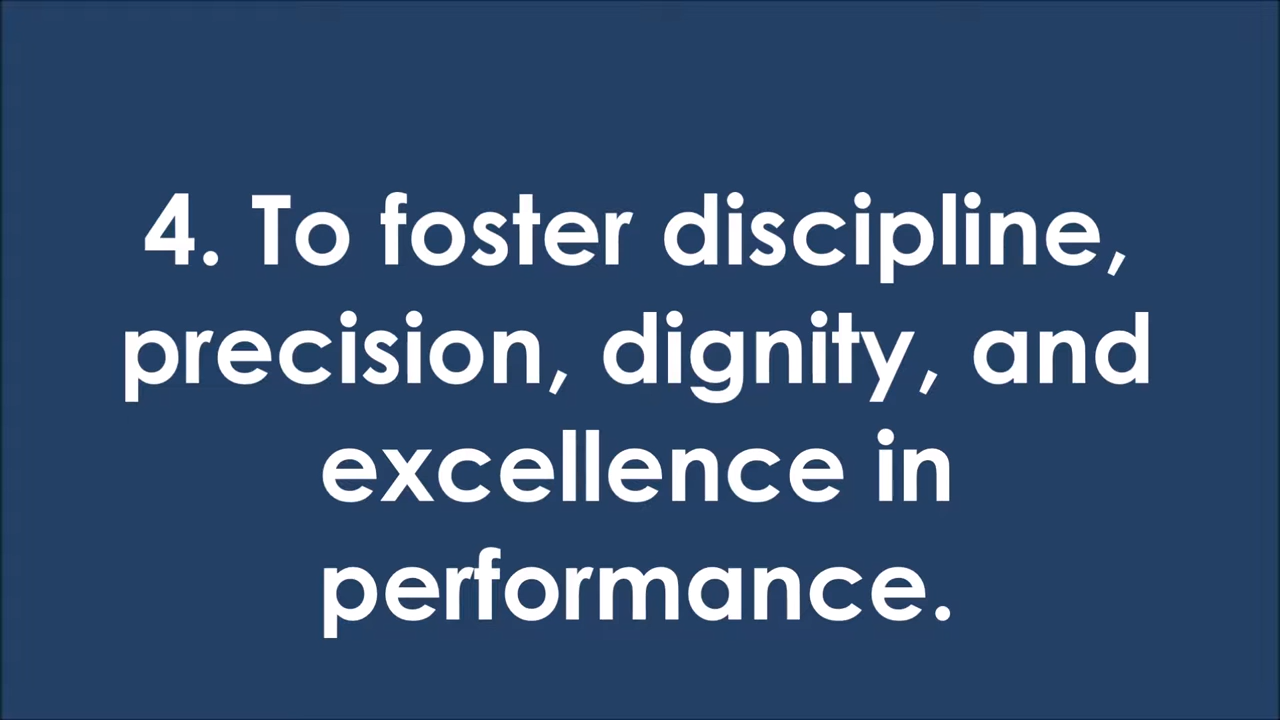 4. To foster discipline,
precision, dignity, and
excellence in
performance.